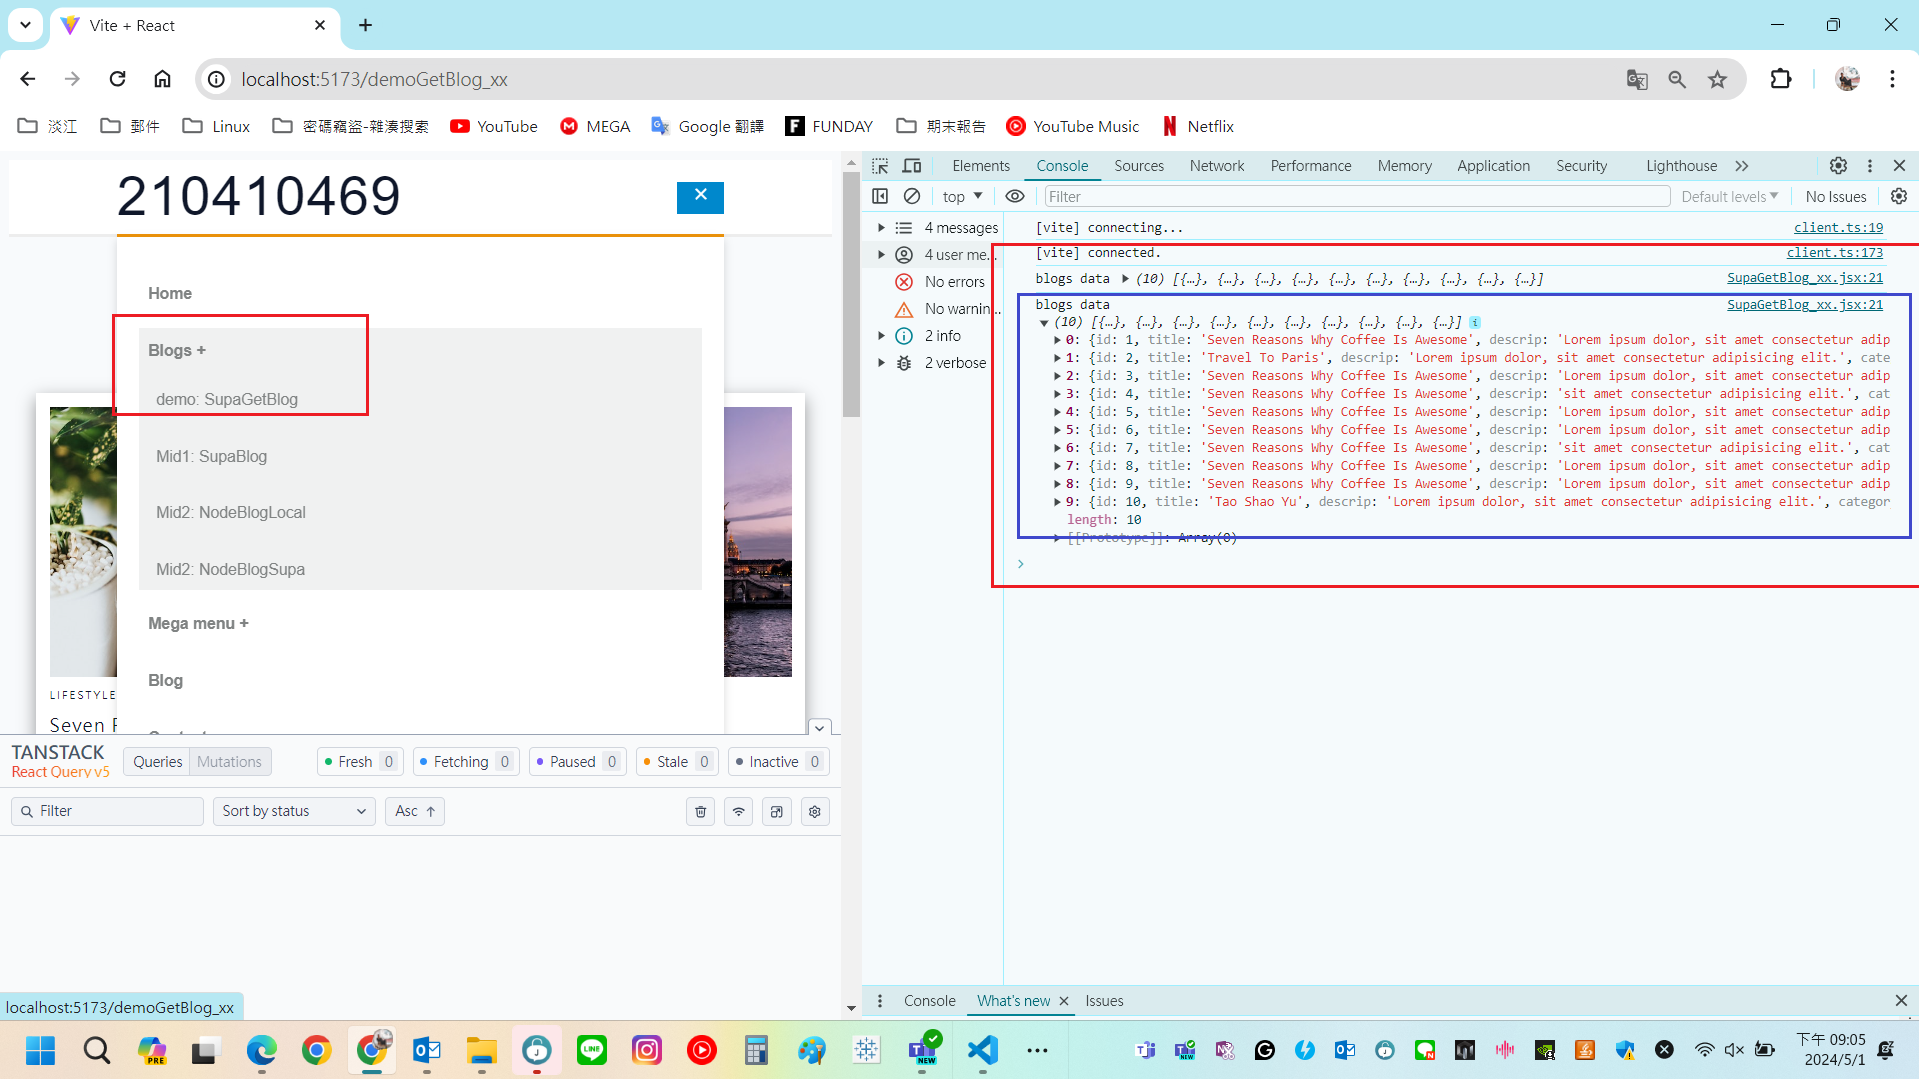 Vite + React
localhost:5173/demoGetBlog_xx
淡江
郵件
Linux
密碼竊盜-雜湊搜索
YouTube
MEGA
Google 翻譯
FUNDAY
期末報告
YouTube Music
Netflix
210410469
Home
Blogs +
demo: SupaGetBlog
Mid1: SupaBlog
Mid2: NodeBlogLocal
Mid2: NodeBlogSupa
Mega menu +
Blog
LIFESTYLE
Seven
TANSTACK
React Query v5
Queries Mutations
Fresh 0
Fetching 0
Paused 0
Stale 0
Inactive 0
Filter
Sort by status
Asc
localhost:5173/demoGetBlog_xx
Elements Console Sources Network Performance Memory Application Security Lighthouse
top
Filter
Default levels
No Issues
4 messages
4 user me...
No errors
No warnin...
2 info
2 verbose
[vite] connecting... client.ts:19
[vite] connected. client.ts:173
blogs data (10) [{…}, {…}, {…}, {…}, {…}, {…}, {…}, {…}, {…}, {…}] SupaGetBlog_xx.jsx:21
blogs data SupaGetBlog_xx.jsx:21
(10) [{…}, {…}, {…}, {…}, {…}, {…}, {…}, {…}, {…}, {…}] i
0: {id: 1, title: 'Seven Reasons Why Coffee Is Awesome', descrip: 'Lorem ipsum dolor, sit amet consectetur adip
1: {id: 2, title: 'Travel To Paris', descrip: 'Lorem ipsum dolor, sit amet consectetur adipisicing elit.', cate
2: {id: 3, title: 'Seven Reasons Why Coffee Is Awesome', descrip: 'Lorem ipsum dolor, sit amet consectetur adip
3: {id: 4, title: 'Seven Reasons Why Coffee Is Awesome', descrip: 'sit amet consectetur adipisicing elit.', cat
4: {id: 5, title: 'Seven Reasons Why Coffee Is Awesome', descrip: 'Lorem ipsum dolor, sit amet consectetur adip
5: {id: 6, title: 'Seven Reasons Why Coffee Is Awesome', descrip: 'Lorem ipsum dolor, sit amet consectetur adip
6: {id: 7, title: 'Seven Reasons Why Coffee Is Awesome', descrip: 'sit amet consectetur adipisicing elit.', cat
7: {id: 8, title: 'Seven Reasons Why Coffee Is Awesome', descrip: 'Lorem ipsum dolor, sit amet consectetur adip
8: {id: 9, title: 'Seven Reasons Why Coffee Is Awesome', descrip: 'Lorem ipsum dolor, sit amet consectetur adip
9: {id: 10, title: 'Tao Shao Yu', descrip: 'Lorem ipsum dolor, sit amet consectetur adipisicing elit.', categor
length: 10
[[Prototype]]: Array(0)
Console What's new Issues
下午 09:05
2024/5/1